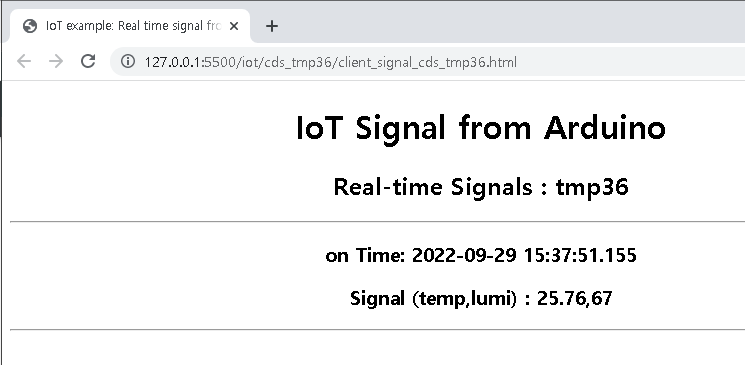 IoT example: Real time signal fro
127.0.0.1:5500/iot/cds_tmp36/client_signal_cds_tmp36.html
IoT Signal from Arduino
Real-time Signals : tmp36
on Time: 2022-09-29 15:37:51.155
Signal (temp,lumi) : 25.76,67